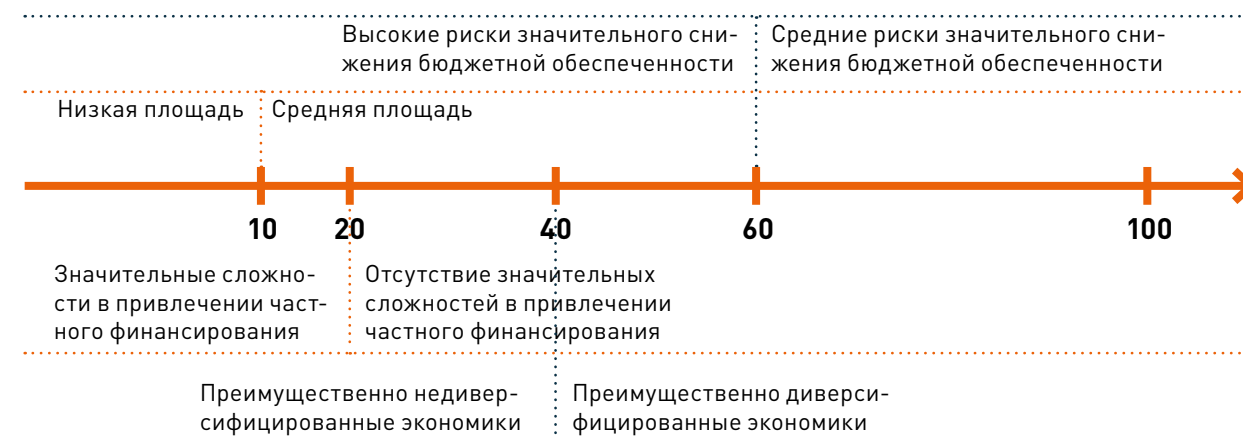 Высокие риски значительного сни-
жения бюджетной обеспеченности
Средние риски значительного сни-
жения бюджетной обеспеченности
Низкая площадь
Средняя площадь
10
20
40
60
100
Значительные сложно-
сти в привлечении част-
ного финансирования
Отсутствие значительных
сложностей в привлечении
частного финансирования
Преимущественно недивер-
сифицированные экономики
Преимущественно диверси-
фицированные экономики